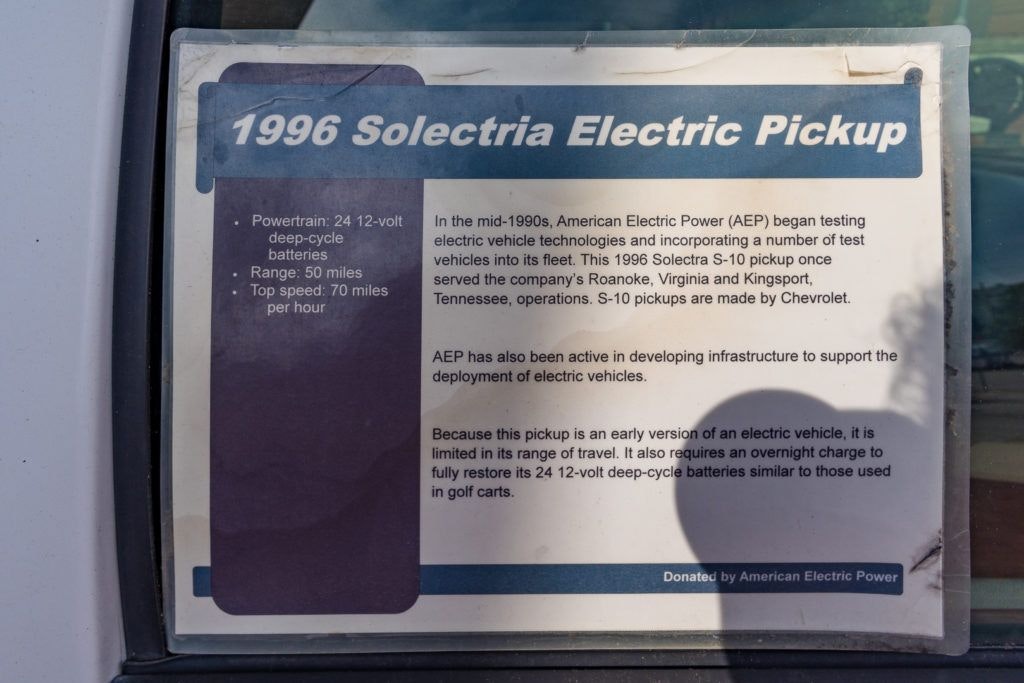 1996 Solectria Electric Pickup
• Powertrain: 24 12-volt
deep-cycle
batteries
• Range: 50 miles
• Top speed: 70 miles
per hour
In the mid-1990s, American Electric Power (AEP) began testing
electric vehicle technologies and incorporating a number of test
vehicles into its fleet. This 1996 Solectra S-10 pickup once
served the company's Roanoke, Virginia and Kingsport,
Tennessee, operations. S-10 pickups are made by Chevrolet.
AEP has also been active in developing infrastructure to support the
deployment of electric vehicles.
Because this pickup is an early version of an electric vehicle, it is
limited in its range of travel. It also requires an overnight charge to
fully restore its 24 12-volt deep-cycle batteries similar to those used
in golf carts.
Donated by American Electric Power